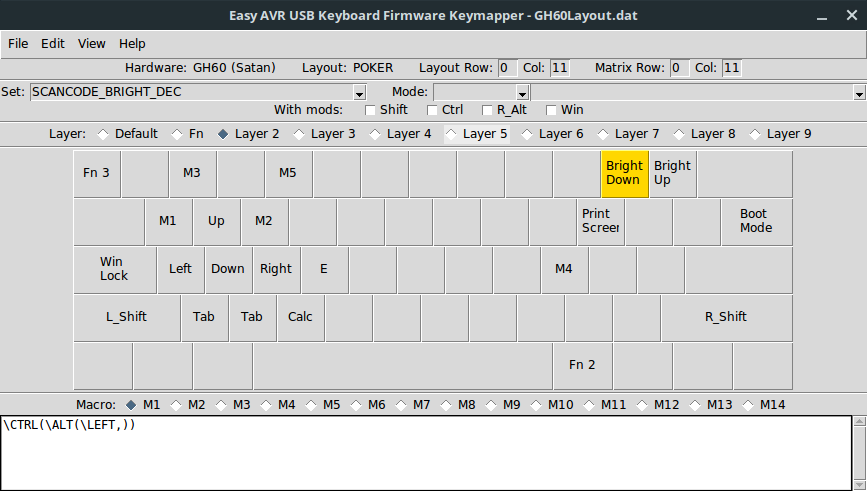 Easy AVR USB Keyboard Firmware Keymapper - GH60Layout.dat
File Edit View Help
Hardware: GH60 (Satan) Layout: POKER Layout Row: 0 Col: 11 Matrix Row: 0 Col: 11
Set: SCANCODE_BRIGHT_DEC Mode:
With mods: Shift Ctrl R_Alt Win
Layer: Default Fn Layer 2 Layer 3 Layer 4 Layer 5 Layer 6 Layer 7 Layer 8 Layer 9
Fn 3 M3 M5 Bright Bright
Down Up
M1 Up M2 Print Boot
Screen Mode
Win Left Down Right E M4
Lock
L_Shift Tab Tab Calc R_Shift
Fn 2
Macro: M1 M2 M3 M4 M5 M6 M7 M8 M9 M10 M11 M12 M13 M14
\CTRL(\ALT(\LEFT,))